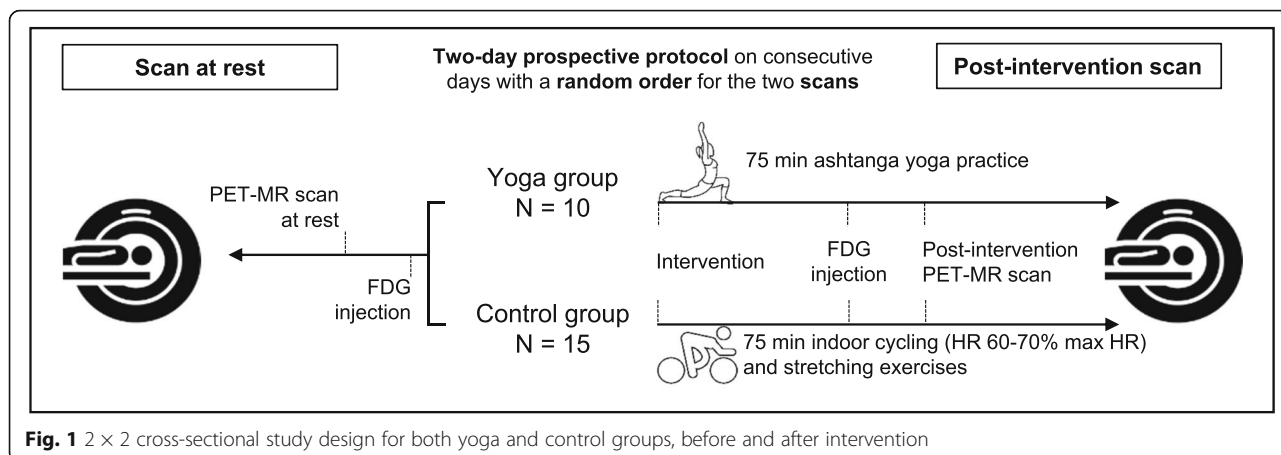 Scan at rest
Two-day prospective protocol on consecutive
days with a random order for the two scans
Post-intervention scan
PET-MR scan
at rest
FDG
injection
Yoga group
N = 10
Control group
N = 15
75 min ashtanga yoga practice
Intervention
FDG
injection
Post-intervention
PET-MR scan
75 min indoor cycling (HR 60-70% max HR)
and stretching exercises
Fig. 1 2 × 2 cross-sectional study design for both yoga and control groups, before and after intervention